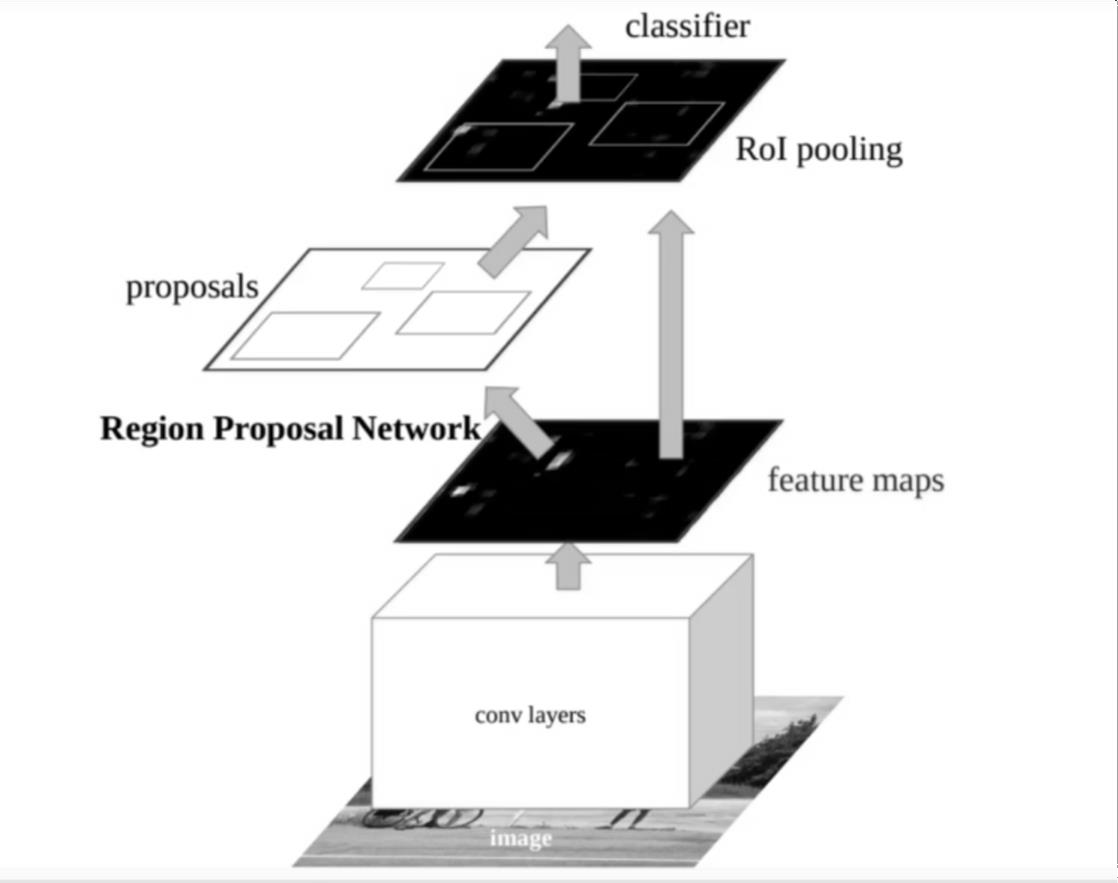 classifier
RoI pooling
proposals
Region Proposal Network
feature maps
conv layers
image